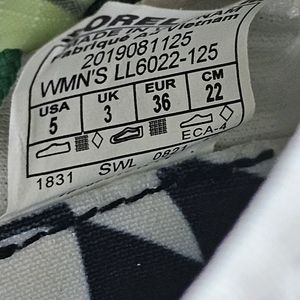 SOREL
Fabriqué Au Vietnam
2019081125
WMN'S LL6022-125
USA UK EUR CM
5 3 36 22
ECA-4
1831 SWL 0821